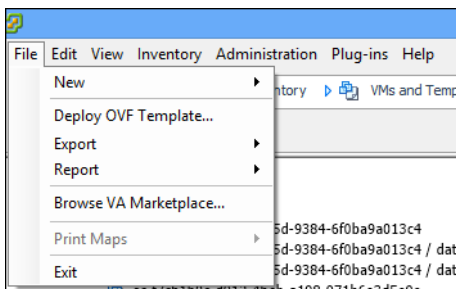 File Edit View Inventory Administration Plug-ins Help
New
VMs and Temp
Deploy OVF Template...
Export
Report
Browse VA Marketplace...
5d-9384-6f0ba9a013c4
Print Maps
5d-9384-6f0ba9a013c4 / dat
Exit
5d-9384-6f0ba9a013c4 / dat